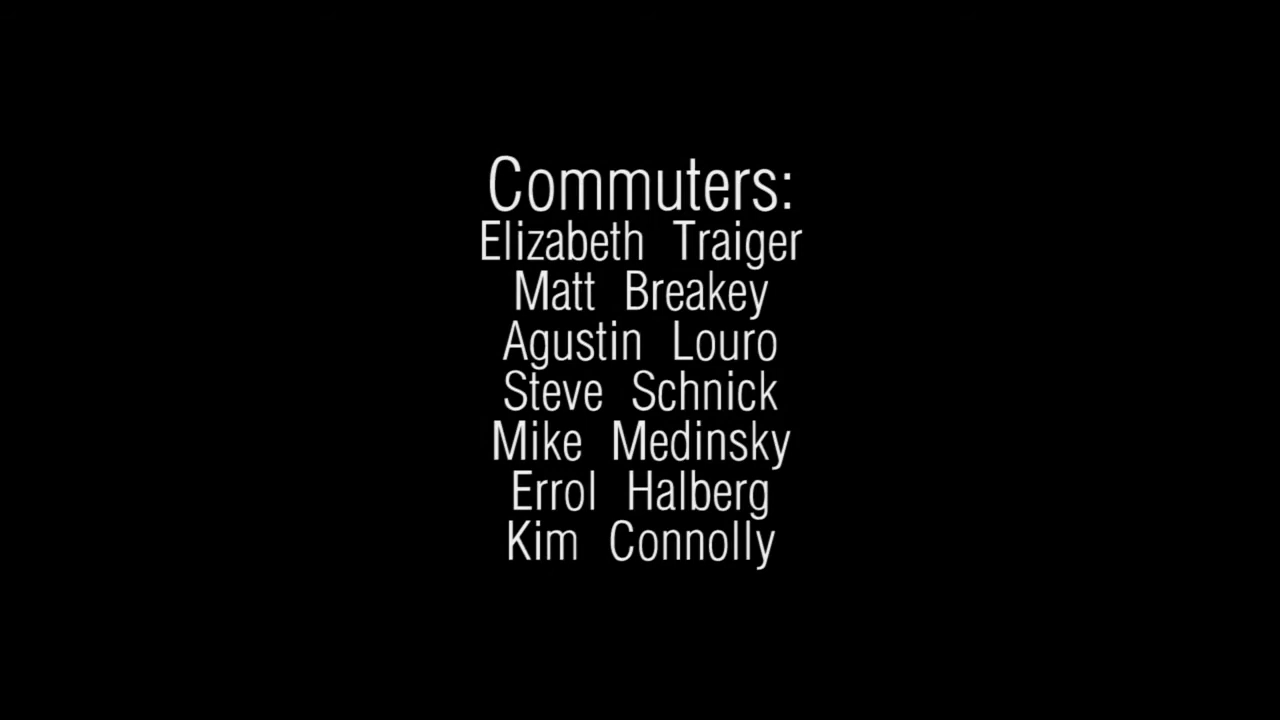 Commuters:
Elizabeth Traiger
Matt Breakey
Agustin Louro
Steve Schnick
Mike Medinsky
Errol Halberg
Kim Connolly